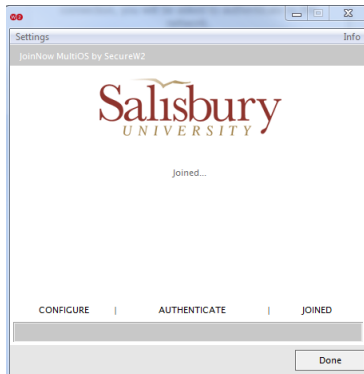 Settings Info
JoinNow MultiOS by SecureW2
Salisbury
UNIVERSITY
Joined...
CONFIGURE | AUTHENTICATE | JOINED
Done